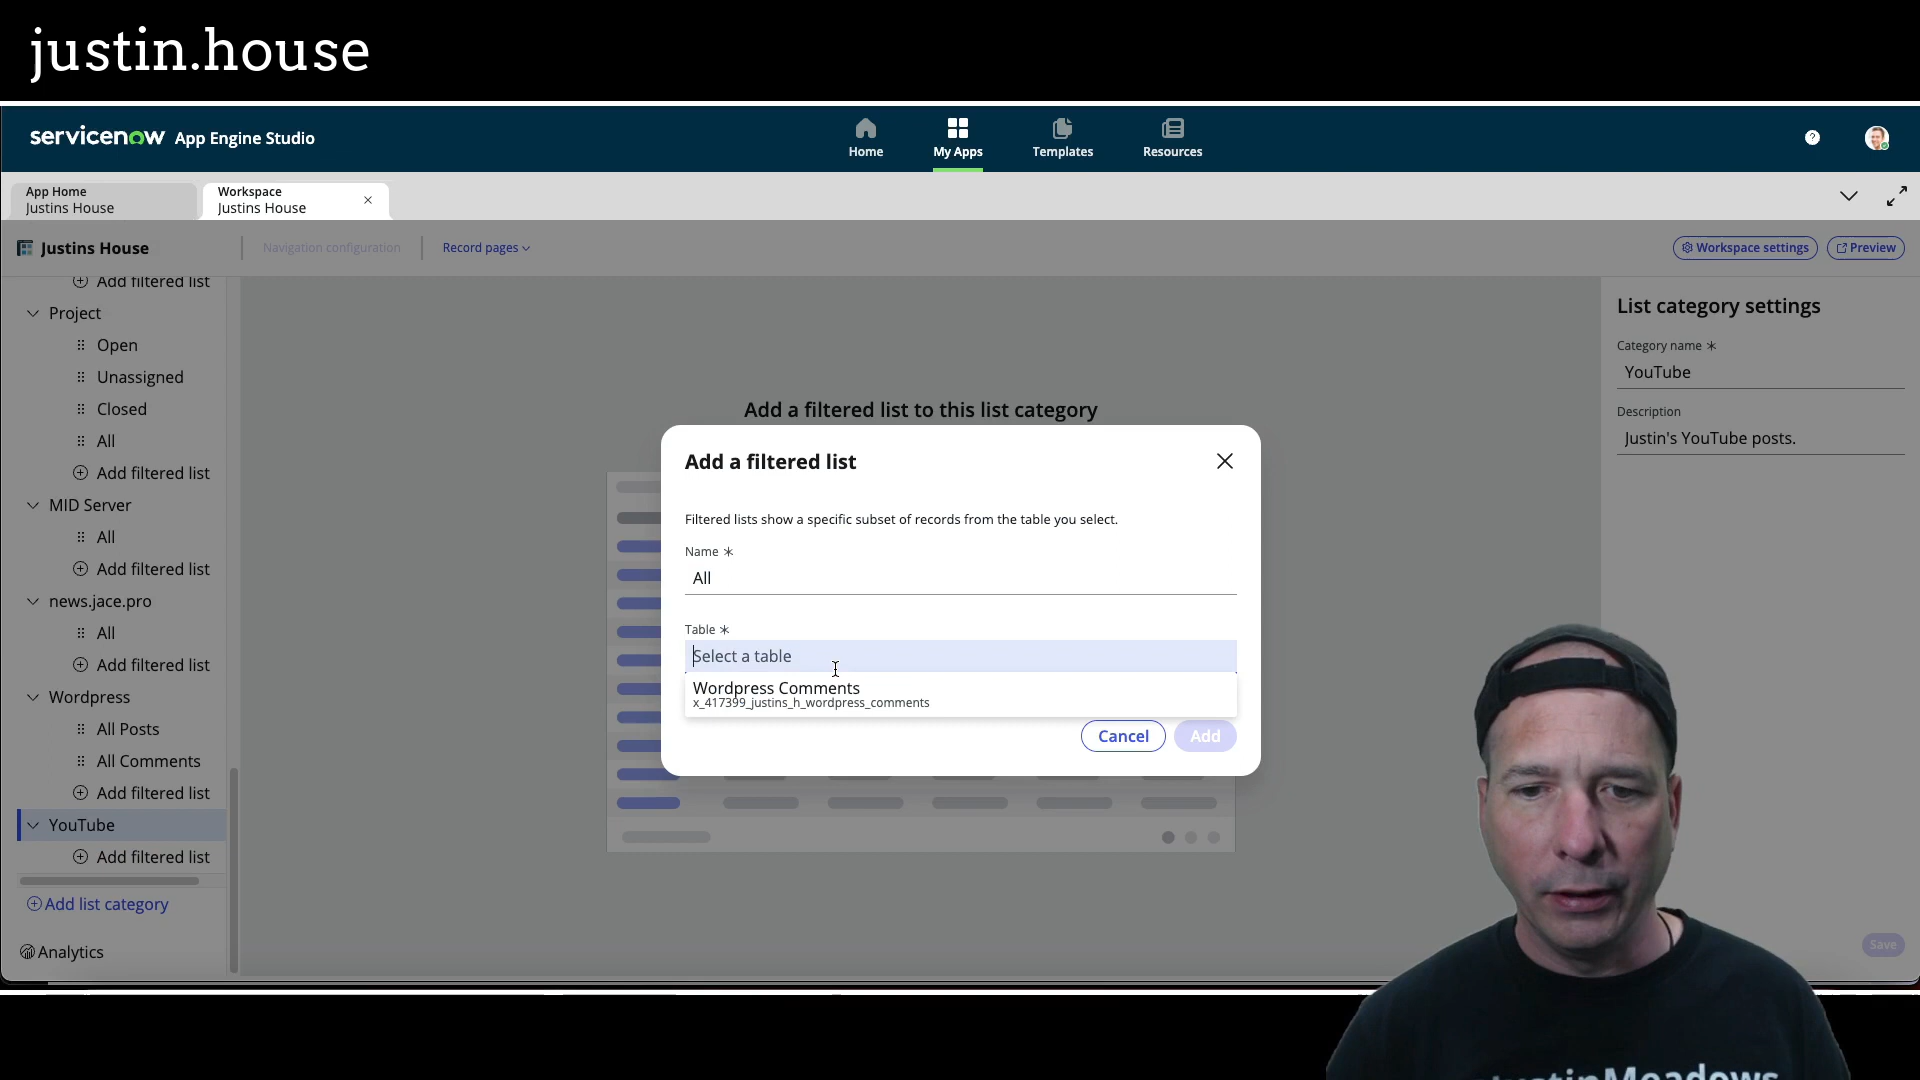 justin.house
servicenow App Engine Studio
Home
My Apps
Templates
Resources
App Home
Justins House
Workspace
Justins House
Justins House
Navigation configuration
Record pages
Workspace settings
Preview
Add filtered list
Project
Open
Unassigned
Closed
All
Add filtered list
MID Server
All
Add filtered list
news.jace.pro
All
Add filtered list
Wordpress
All Posts
All Comments
Add filtered list
YouTube
Add filtered list
Add list category
Analytics
Add a filtered list to this list category
Add a filtered list
Filtered lists show a specific subset of records from the table you select.
Name *
All
Table *
Select a table
Wordpress Comments
x_417399_justins_h_wordpress_comments
Cancel
Add
List category settings
Category name *
YouTube
Description
Justin's YouTube posts.
Save
JustinMeadows